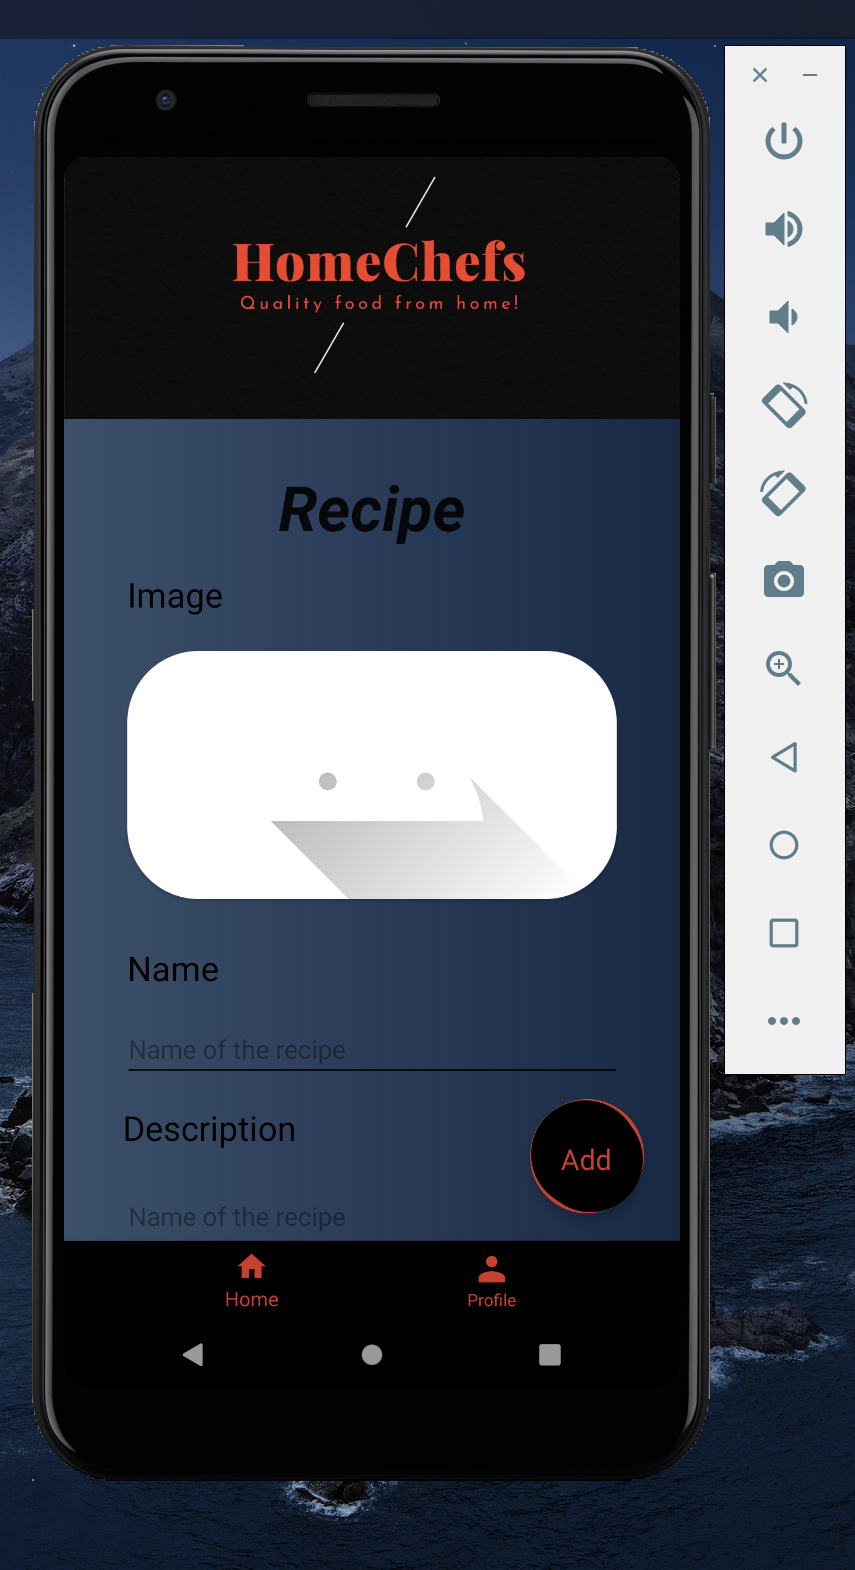 HomeChefs
Quality food from home!
Recipe
Image
Name
Name of the recipe
Description
Add
Name of the recipe
Home
Profile